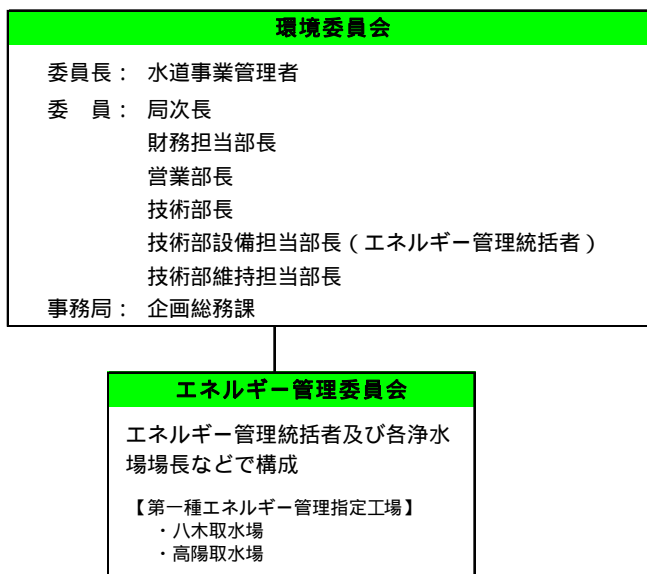 環境委員会
委員長： 水道事業管理者
委　員： 局次長
財務担当部長
営業部長
技術部長
技術部設備担当部長（エネルギー管理統括者）
技術部維持担当部長
事務局： 企画総務課
エネルギー管理委員会
エネルギー管理統括者及び各浄水
場場長などで構成
【第一種エネルギー管理指定工場】
・八木取水場
・高陽取水場